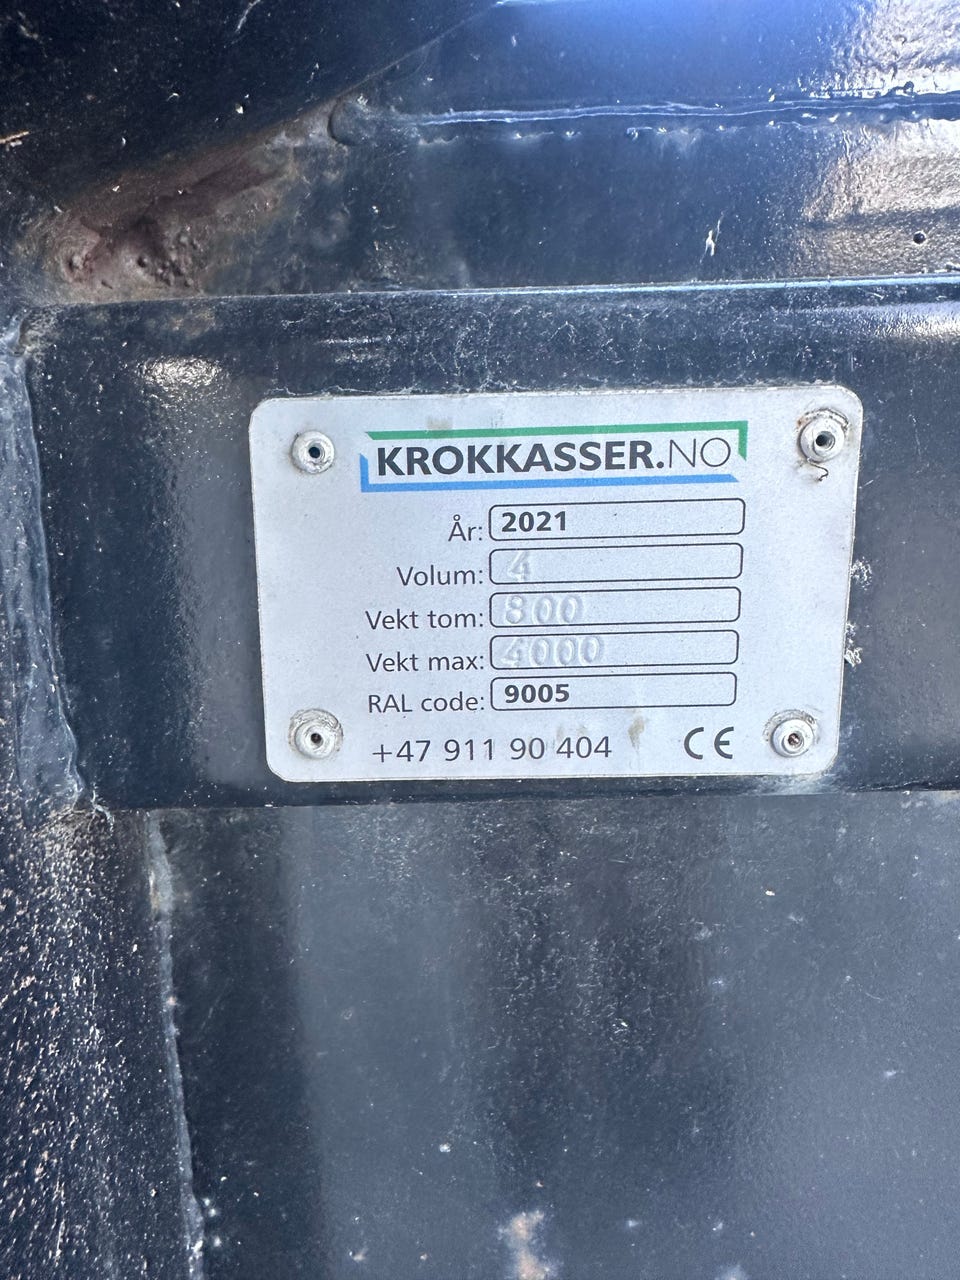 KROKKASSER.NO
År: 2021
Volum: 4
Vekt tom: 800
Vekt max: 4000
RAL code: 9005
+47 911 90 404 CE